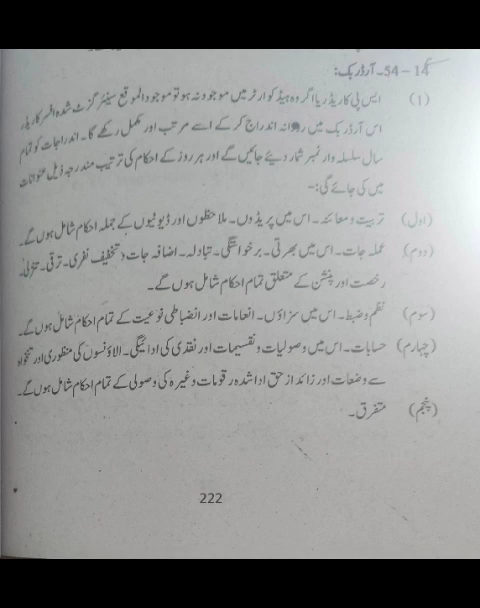 14-54۔ آرڈر بک:
(1) ایس پی کا ریڈر یا اگر وہ ہیڈ کوارٹر میں موجود نہ ہو تو موجود الموقع سینئر گزٹ شدہ افسر کا ریڈر
اس آرڈر بک میں روزانہ اندراج کر کے اسے مرتب اور مکمل رکھے گا۔ اندراجات کو تمام
سال سلسلہ وار نمبر شمار دیئے جائیں گے اور ہر روز کے احکام کی ترتیب مندرجہ ذیل عنوانات
میں کی جائے گی:-
(اول) تربیت و معائنہ۔ اس میں پریڈوں۔ ملاحظوں اور ڈیوٹیوں کے جملہ احکام شامل ہوں گے۔
(دوم) عملہ جات۔ اس میں بھرتی۔ برخواستگی۔ تبادلہ۔ اضافہ جات تخفیف نفری۔ ترقی۔ تنزلی۔
رخصت اور پنشن کے متعلق تمام احکام شامل ہوں گے۔
(سوم) نظم و ضبط۔ اس میں سزاؤں۔ انعامات اور انضباطی نوعیت کے تمام احکام شامل ہوں گے۔
(چہارم) حسابات۔ اس میں وصولیات و تقسیمات اور نقدی کی ادائیگی۔ الاؤنسوں کی منظوری اور تنخواہ
سے وضعات اور زائد از حق ادا شدہ رقومات وغیرہ کی وصولی کے تمام احکام شامل ہوں گے۔
(پنجم) متفرق۔
222